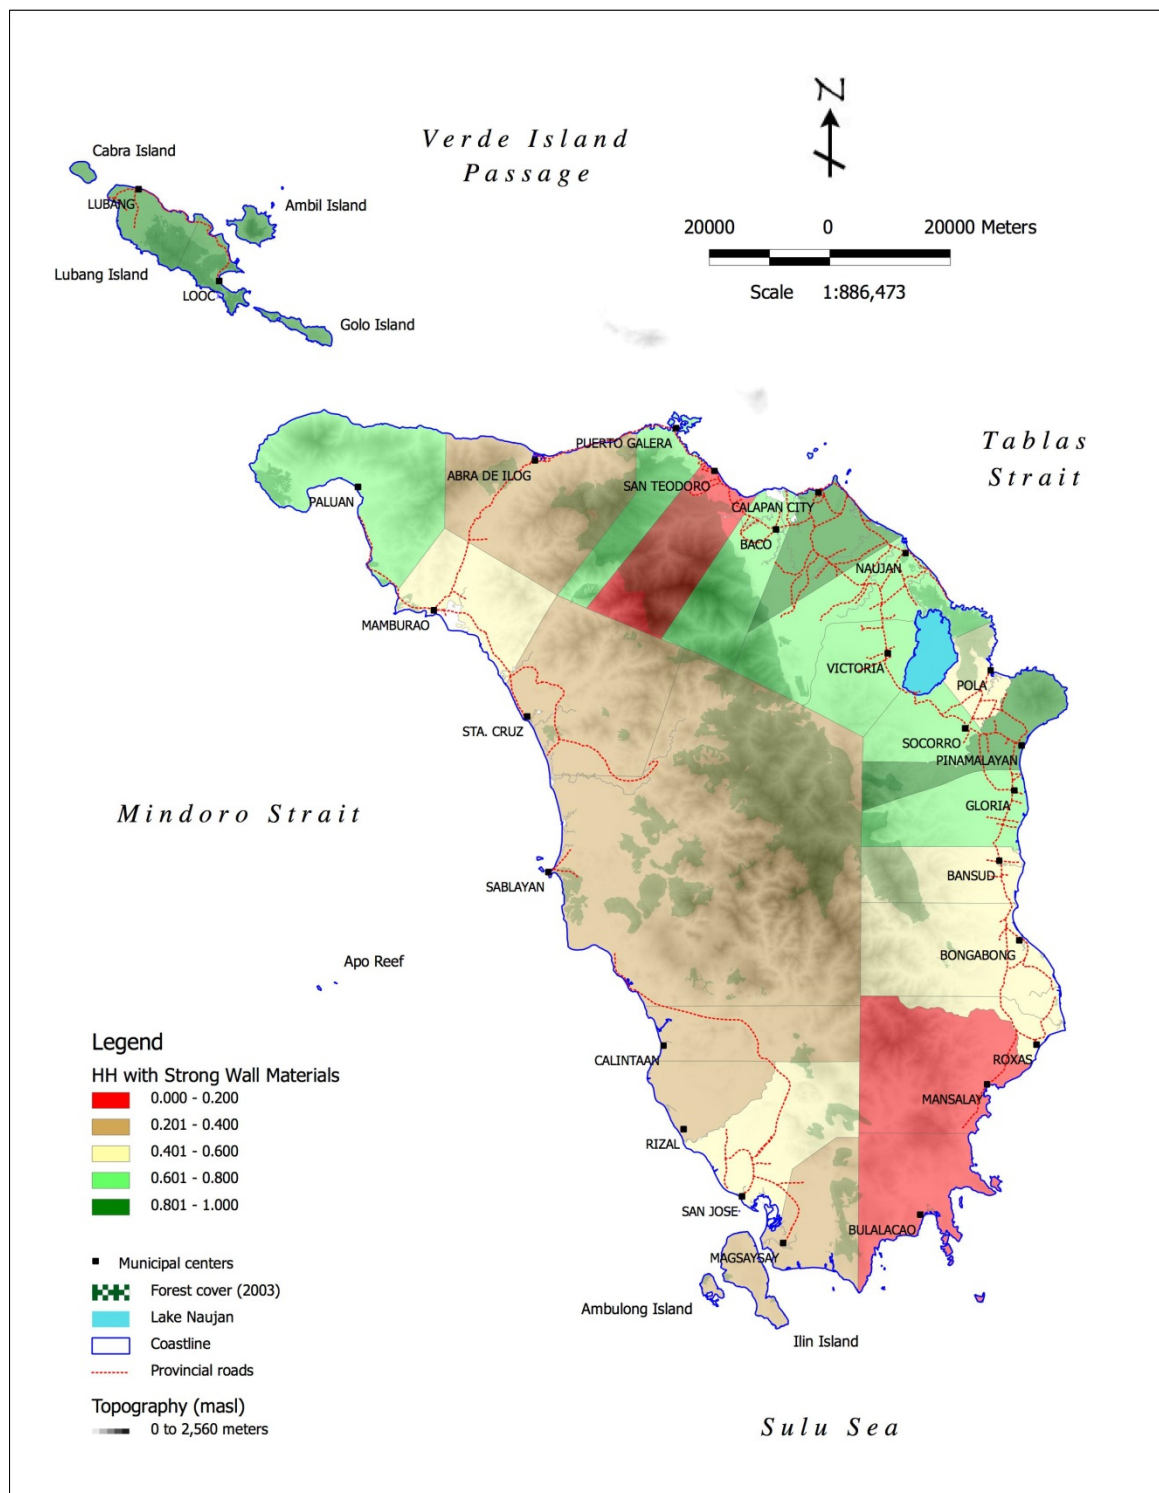 N
Verde Island
Passage
Cabra Island
LUBANG
Ambil Island
20000 0 20000 Meters
Lubang Island
LOOC
Scale 1:886,473
Golo Island
Tablas
Strait
PUERTO GALERA
ABRA DE ILOG
SAN TEODORO
PALUAN
CALAPAN CITY
BACO
NAUJAN
MAMBURAO
VICTORIA
POLA
STA. CRUZ
SOCORRO
PINAMALAYAN
GLORIA
Mindoro Strait
BANSUD
SABLAYAN
BONGABONG
Apo Reef
Legend
CALINTAAN
ROXAS
HH with Strong Wall Materials
0.000 - 0.200
MANSALAY
0.201 - 0.400
0.401 - 0.600
RIZAL
0.601 - 0.800
0.801 - 1.000
SAN JOSE
BULALACAO
MAGSAYSAY
Municipal centers
Forest cover (2003)
Ambulong Island
Lake Naujan
Ilin Island
Coastline
Provincial roads
Topography (masl)
0 to 2,560 meters
Sulu Sea